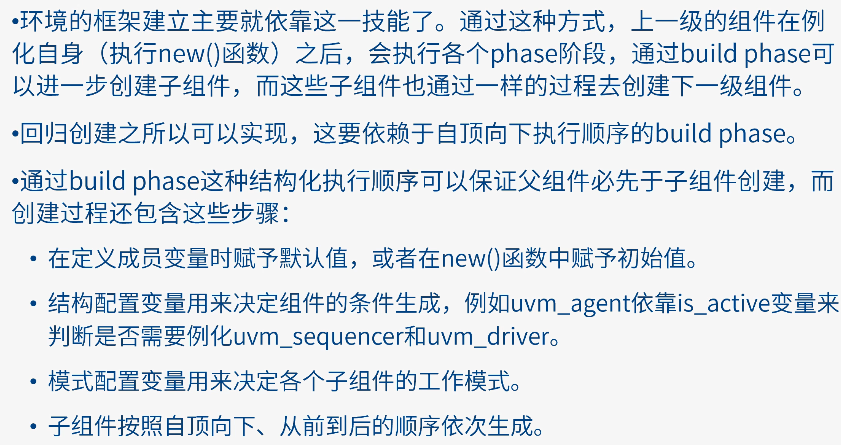 •环境的框架建立主要就依靠这一技能了。通过这种方式，上一级的组件在例
化自身（执行new()函数）之后，会执行各个phase阶段，通过build phase可
以进一步创建子组件，而这些子组件也通过一样的过程去创建下一级组件。
•回归创建之所以可以实现，这要依赖于自顶向下执行顺序的build phase。
•通过build phase这种结构化执行顺序可以保证父组件必先于子组件创建，而
创建过程还包含这些步骤：
• 在定义成员变量时赋予默认值，或者在new()函数中赋予初始值。
• 结构配置变量用来决定组件的条件生成，例如uvm_agent依靠is_active变量来
判断是否需要例化uvm_sequencer和uvm_driver。
• 模式配置变量用来决定各个子组件的工作模式。
• 子组件按照自顶向下、从前到后的顺序依次生成。